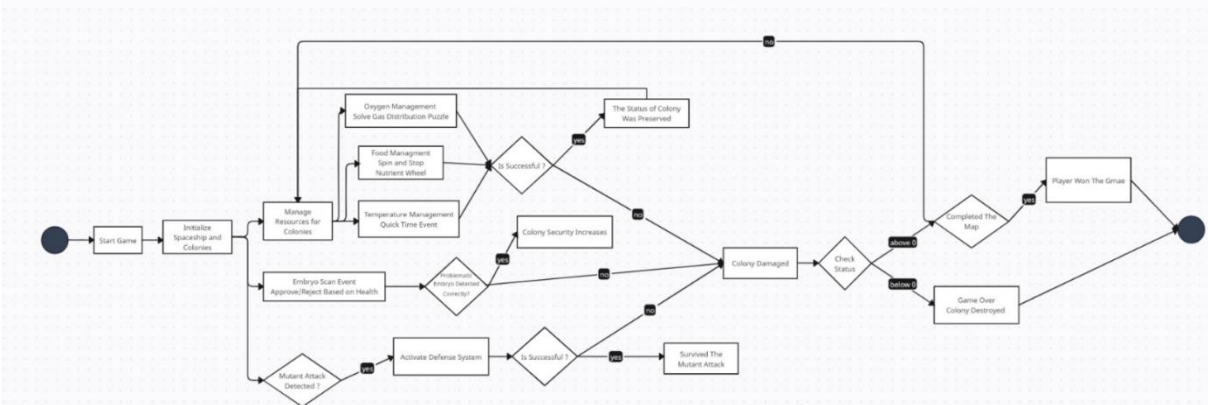 no
Oxygen Management
Solve Gas Distribution Puzzle
The Status of Colony
Was Preserved
yes
Food Managment
Spin and Stop
Nutrient Wheel
Is Successful ?
Player Won The Gmae
yes
Manage
Resources for
Colonies
Temperature Management
Quick Time Event
no
Completed The
Map
Start Game
Initialize
Spaceship and
Colonies
Colony Security Increases
above 0
yes
Colony Damaged
Check
Status
no
Embryo Scan Event
Approve/Reject Based on Health
Problematic
Embryo Detected
Correctly?
below 0
Game Over
Colony Destroyed
no
Mutant Attack
Detected ?
yes
Activate Defense System
Is Successful ?
yes
Survived The
Mutant Attack